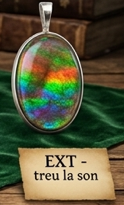 EXT -
treu la son